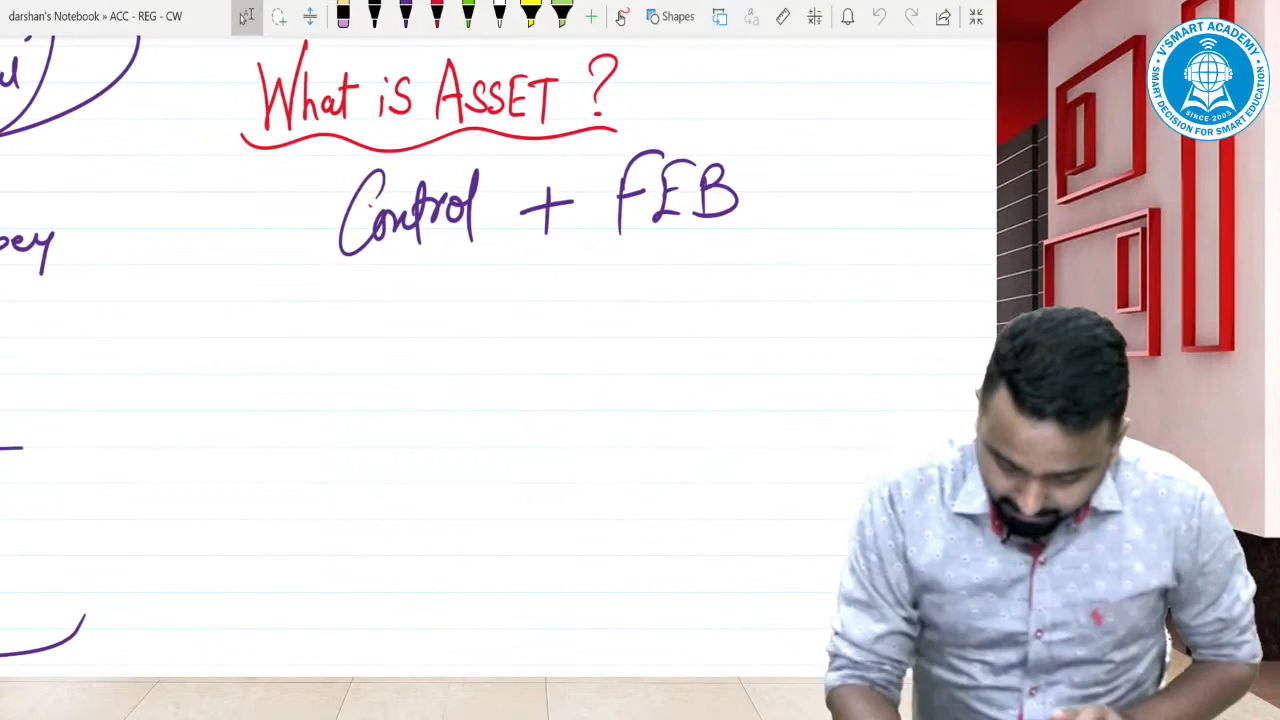 darshan's Notebook » ACC - REG - CW
Shapes
What is ASSET ?
Control + FEB
V'SMART ACADEMY
SINCE-2005
SMART DECISION FOR SMART EDUCATION